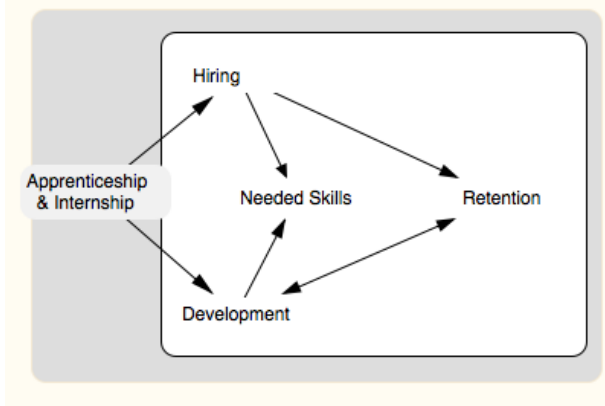 Hiring
Apprenticeship
& Internship
Needed Skills
Retention
Development